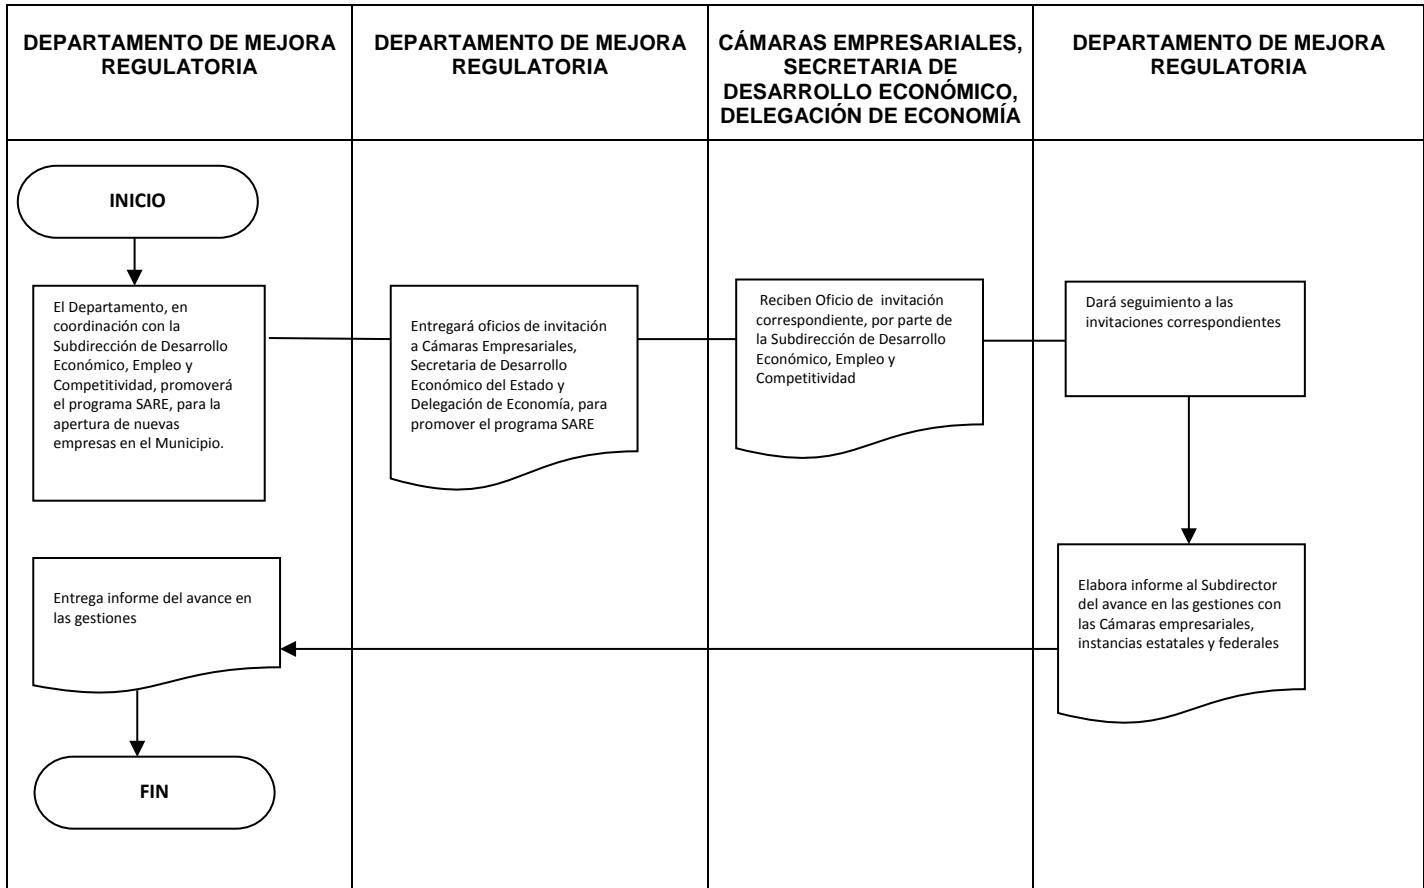 DEPARTAMENTO DE MEJORA
REGULATORIA
DEPARTAMENTO DE MEJORA
REGULATORIA
CÁMARAS EMPRESARIALES,
SECRETARIA DE
DESARROLLO ECONÓMICO,
DELEGACIÓN DE ECONOMÍA
DEPARTAMENTO DE MEJORA
REGULATORIA
INICIO
El Departamento, en
coordinación con la
Subdirección de Desarrollo
Económico, Empleo y
Competitividad, promoverá
el programa SARE, para la
apertura de nuevas
empresas en el Municipio.
Entregará oficios de invitación
a Cámaras Empresariales,
Secretaria de Desarrollo
Económico del Estado y
Delegación de Economía, para
promover el programa SARE
Reciben Oficio de invitación
correspondiente, por parte de
la Subdirección de Desarrollo
Económico, Empleo y
Competitividad
Dará seguimiento a las
invitaciones correspondientes
Elabora informe al Subdirector
del avance en las gestiones con
las Cámaras empresariales,
instancias estatales y federales
Entrega informe del avance en
las gestiones
FIN